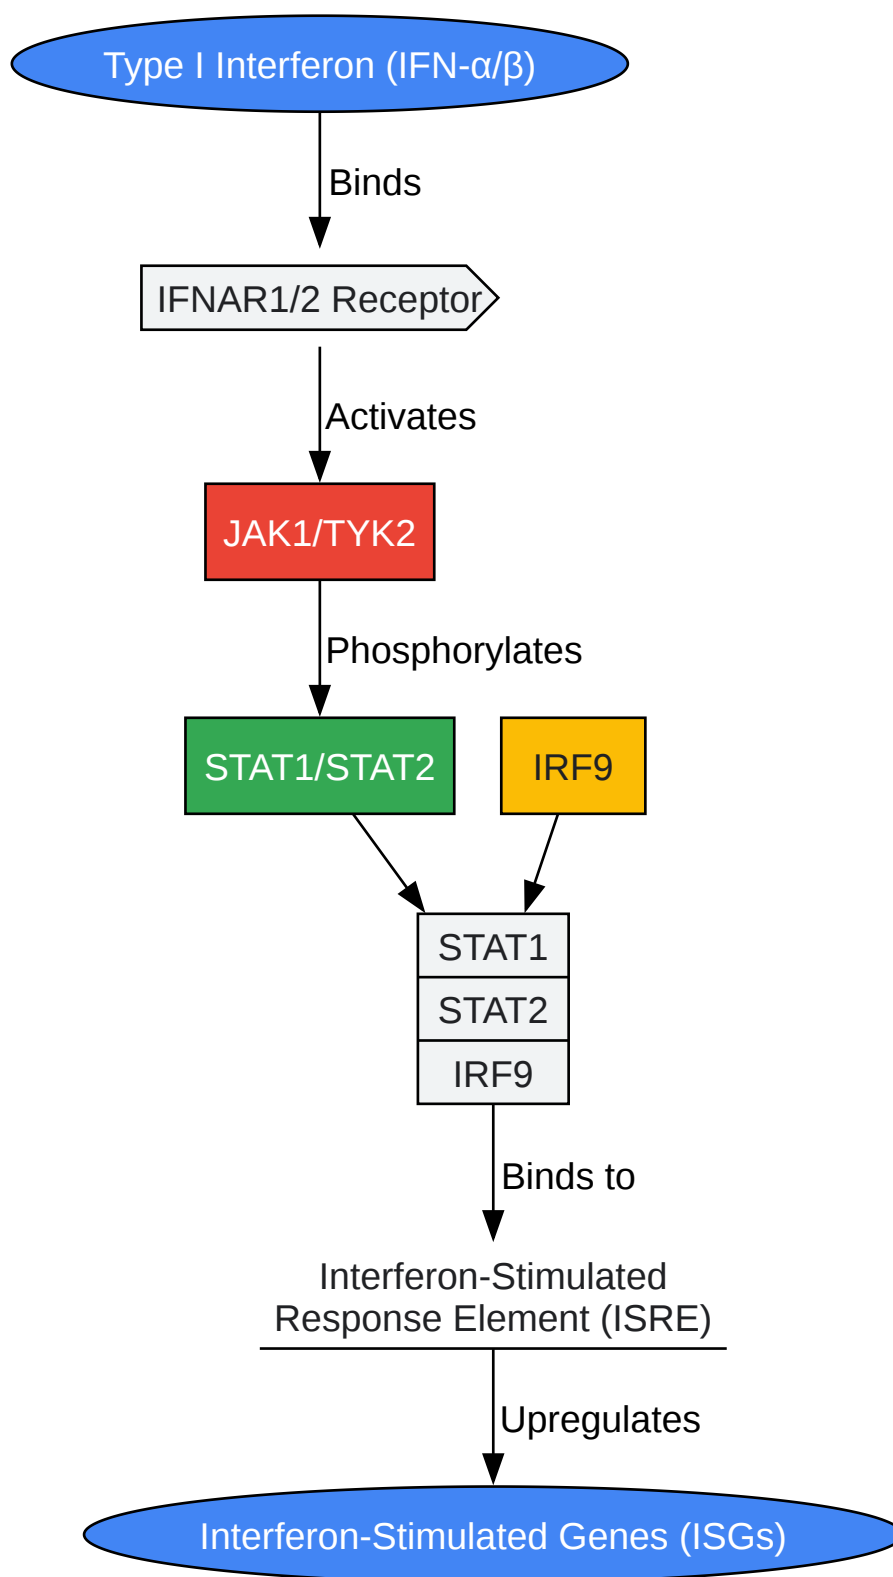 Type I Interferon (IFN-α/β)
Binds
IFNAR1/2 Receptor
Activates
JAK1/TYK2
Phosphorylates
STAT1/STAT2
IRF9
STAT1
STAT2
IRF9
Binds to
Interferon-Stimulated
Response Element (ISRE)
Upregulates
Interferon-Stimulated Genes (ISGs)